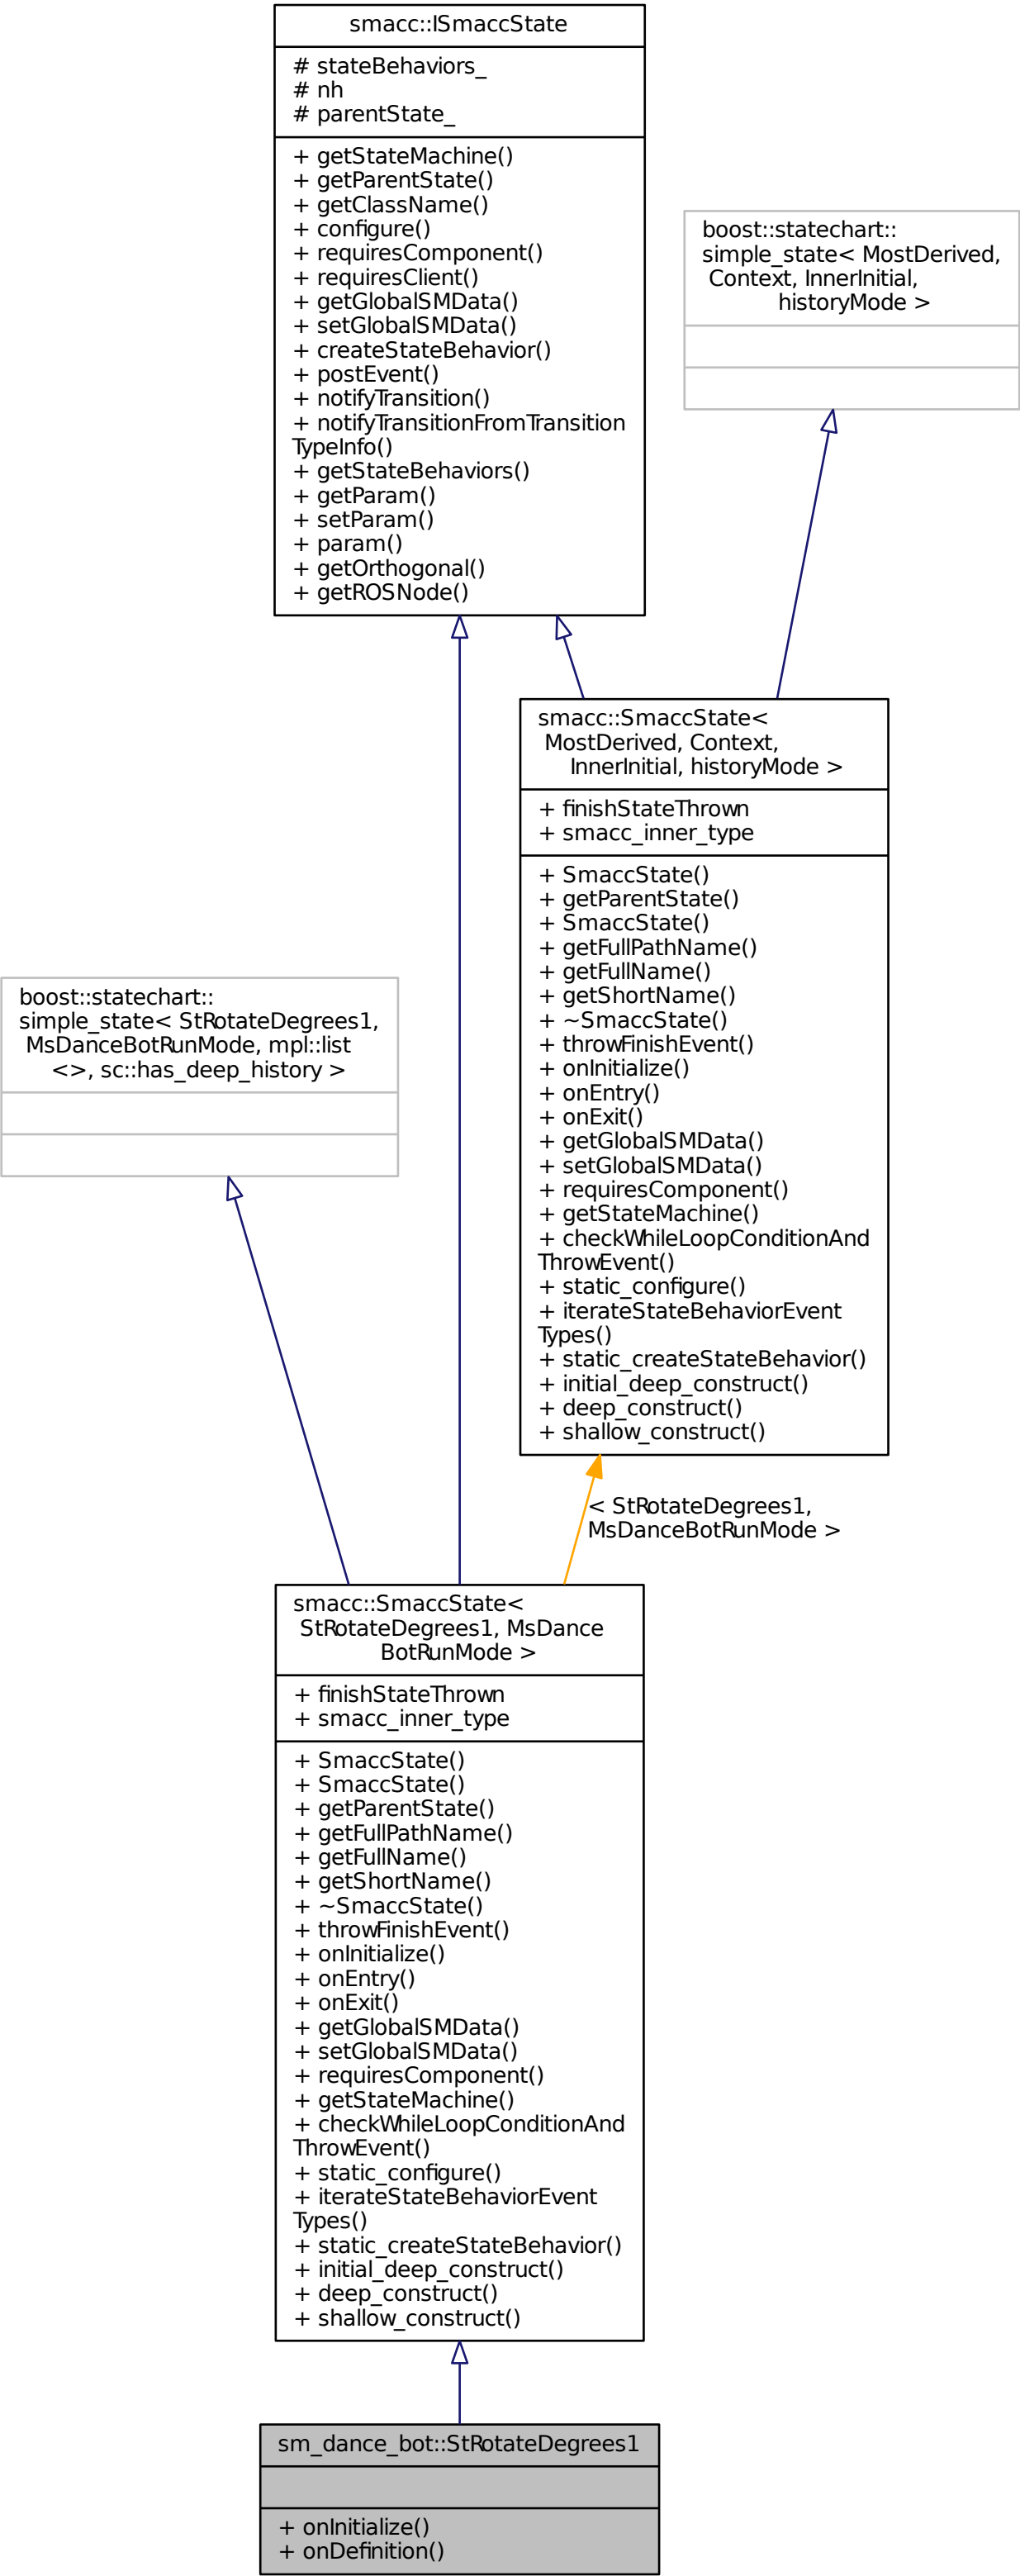 smacc::ISmaccState
# stateBehaviors_
# nh
# parentState_
+ getStateMachine()
+ getParentState()
+ getClassName()
+ configure()
+ requiresComponent()
+ requiresClient()
+ getGlobalSMData()
+ setGlobalSMData()
+ createStateBehavior()
+ postEvent()
+ notifyTransition()
+ notifyTransitionFromTransition
TypeInfo()
+ getStateBehaviors()
+ getParam()
+ setParam()
+ param()
+ getOrthogonal()
+ getROSNode()
boost::statechart::
simple_state< MostDerived,
Context, InnerInitial,
historyMode >
smacc::SmaccState<
MostDerived, Context,
InnerInitial, historyMode >
+ finishStateThrown
+ smacc_inner_type
+ SmaccState()
+ getParentState()
+ SmaccState()
+ getFullPathName()
+ getFullName()
+ getShortName()
+ ~SmaccState()
+ throwFinishEvent()
+ onInitialize()
+ onEntry()
+ onExit()
+ getGlobalSMData()
+ setGlobalSMData()
+ requiresComponent()
+ getStateMachine()
+ checkWhileLoopConditionAnd
ThrowEvent()
+ static_configure()
+ iterateStateBehaviorEvent
Types()
+ static_createStateBehavior()
+ initial_deep_construct()
+ deep_construct()
+ shallow_construct()
boost::statechart::
simple_state< StRotateDegrees1,
MsDanceBotRunMode, mpl::list
<>, sc::has_deep_history >
< StRotateDegrees1,
MsDanceBotRunMode >
smacc::SmaccState<
StRotateDegrees1, MsDance
BotRunMode >
+ finishStateThrown
+ smacc_inner_type
+ SmaccState()
+ SmaccState()
+ getParentState()
+ getFullPathName()
+ getFullName()
+ getShortName()
+ ~SmaccState()
+ throwFinishEvent()
+ onInitialize()
+ onEntry()
+ onExit()
+ getGlobalSMData()
+ setGlobalSMData()
+ requiresComponent()
+ getStateMachine()
+ checkWhileLoopConditionAnd
ThrowEvent()
+ static_configure()
+ iterateStateBehaviorEvent
Types()
+ static_createStateBehavior()
+ initial_deep_construct()
+ deep_construct()
+ shallow_construct()
sm_dance_bot::StRotateDegrees1
+ onInitialize()
+ onDefinition()